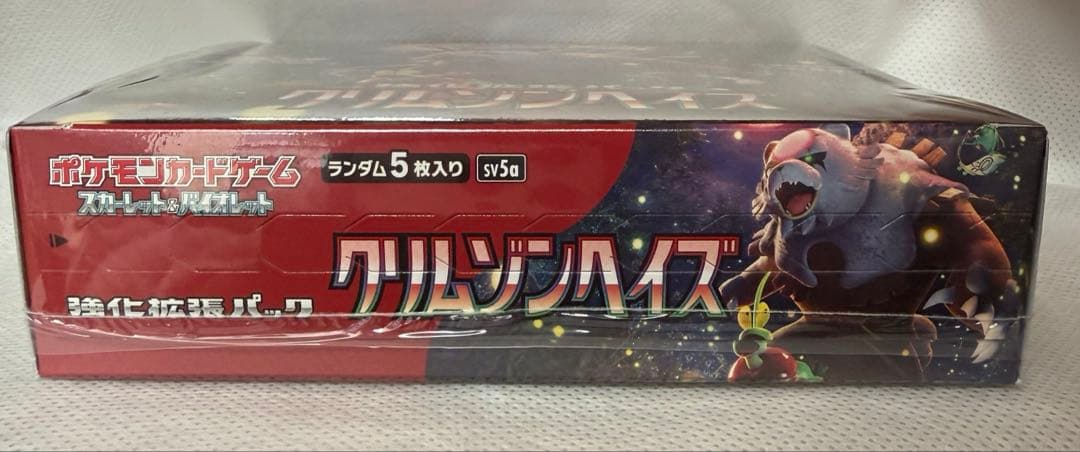 クリムゾンヘイズ
ポケモンカードゲーム
スカーレット&バイオレット
ランダム5枚入り SV5a
クリムゾンヘイズ
強化拡張パック